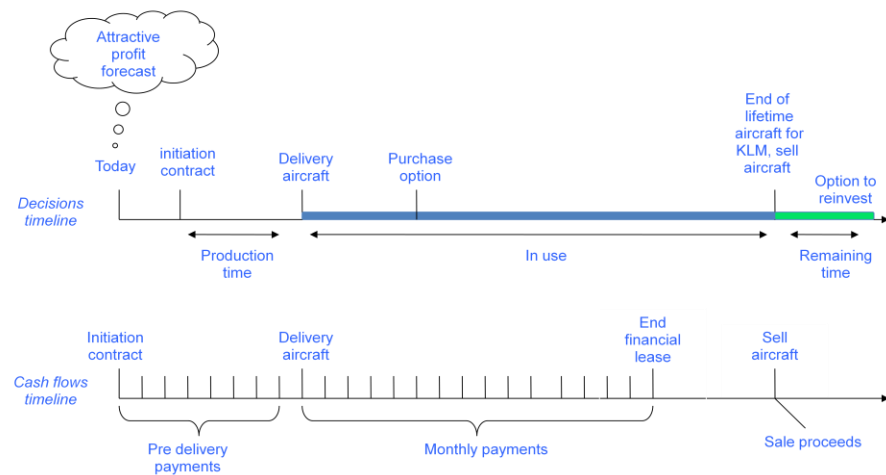 Attractive
profit
forecast
Today
initiation
contract
Delivery
aircraft
Purchase
option
End of
lifetime
aircraft for
KLM, sell
aircraft
Option to
reinvest
Decisions
timeline
Production
time
In use
Remaining
time
Initiation
contract
Delivery
aircraft
End
financial
lease
Sell
aircraft
Cash flows
timeline
Pre delivery
payments
Monthly payments
Sale proceeds